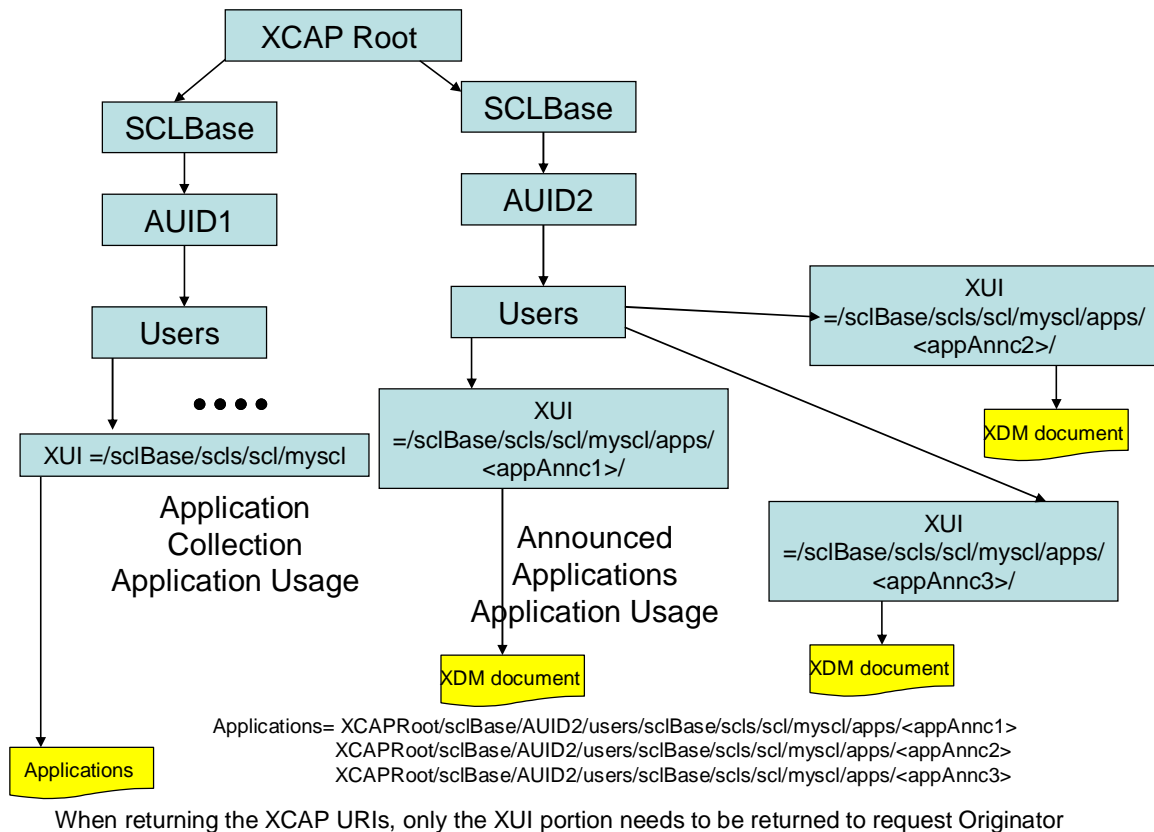 XCAP Root
SCLBase
SCLBase
AUID1
AUID2
Users
Users
XUI
=/sclBase/scls/scl/myscl/apps/
<appAnnc2>/
XDM document
XUI =/sclBase/scls/scl/myscl
XUI
=/sclBase/scls/scl/myscl/apps/
<appAnnc1>/
Application
Collection
Application Usage
Announced
Applications
Application Usage
XUI
=/sclBase/scls/scl/myscl/apps/
<appAnnc3>/
XDM document
XDM document
Applications= XCAPRoot/sclBase/AUID2/users/sclBase/scls/scl/myscl/apps/<appAnnc1>
XCAPRoot/sclBase/AUID2/users/sclBase/scls/scl/myscl/apps/<appAnnc2>
XCAPRoot/sclBase/AUID2/users/sclBase/scls/scl/myscl/apps/<appAnnc3>
Applications
When returning the XCAP URIs, only the XUI portion needs to be returned to request Originator